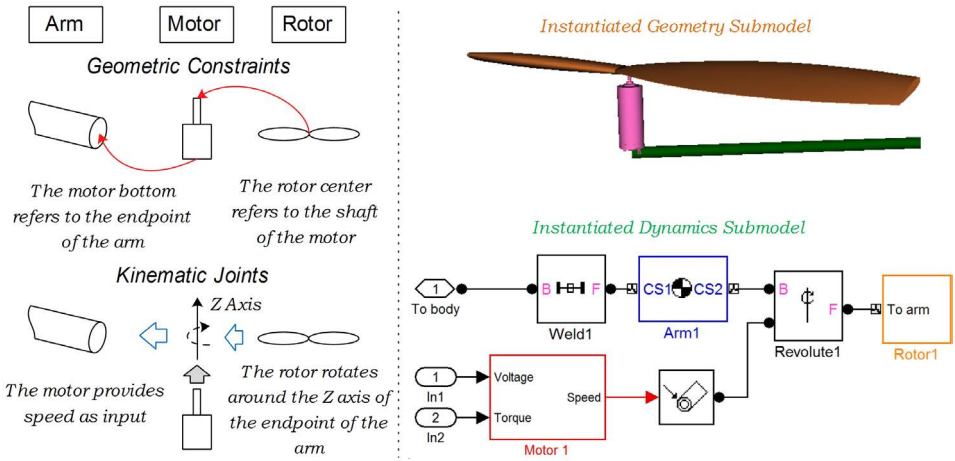 Arm
Motor
Rotor
Geometric Constraints
The motor bottom
refers to the endpoint
of the arm
The rotor center
refers to the shaft
of the motor
Kinematic Joints
Z Axis
The motor provides
speed as input
The rotor rotates
around the Z axis of
the endpoint of the
arm
Instantiated Geometry Submodel
Instantiated Dynamics Submodel
1
To body
B
F
Weld1
CS1
CS2
Arm1
B
F
Revolute1
To arm
Rotor1
1
In1
2
In2
Voltage
Torque
Speed
Motor 1